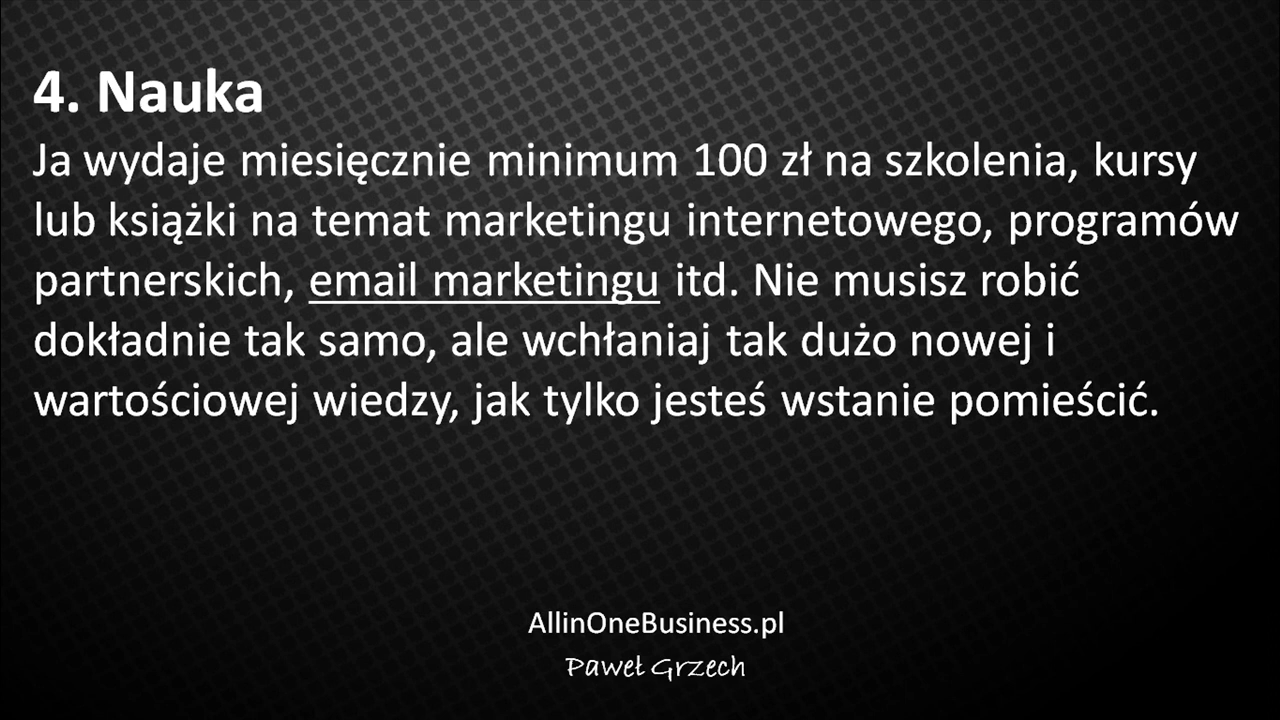 4. Nauka
Ja wydaje miesięcznie minimum 100 zł na szkolenia, kursy
lub książki na temat marketingu internetowego, programów
partnerskich, email marketingu itd. Nie musisz robić
dokładnie tak samo, ale wchłaniaj tak dużo nowej i
wartościowej wiedzy, jak tylko jesteś wstanie pomieścić.
AllinOneBusiness.pl
Paweł Grzech